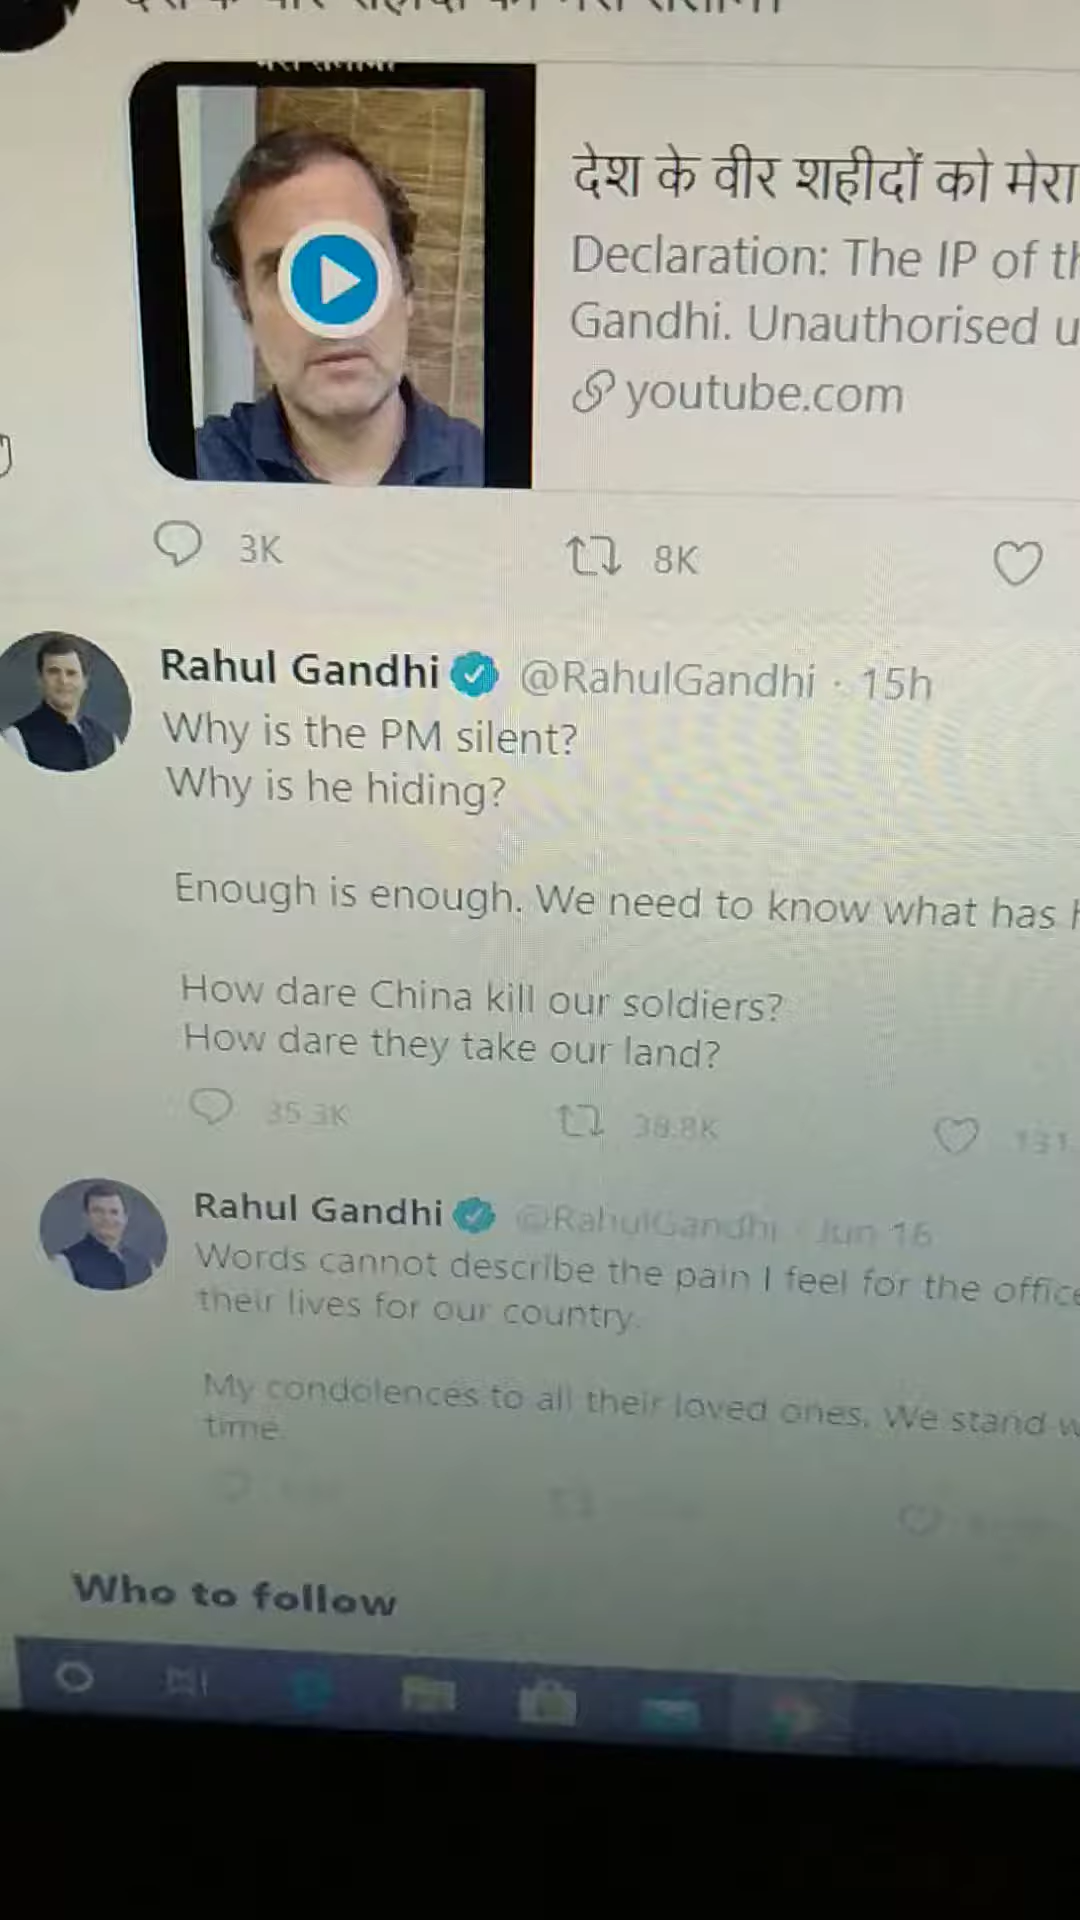 देश के वीर शहीदों को मेरा
Declaration: The IP of th
Gandhi. Unauthorised u
youtube.com
3K
8K
Rahul Gandhi @RahulGandhi · 15h
Why is the PM silent?
Why is he hiding?
Enough is enough. We need to know what has h
How dare China kill our soldiers?
How dare they take our land?
35.3K
38.8K
131
Rahul Gandhi @RahulGandhi · Jun 16
Words cannot describe the pain I feel for the office
their lives for our country.
My condolences to all their loved ones. We stand w
time.
Who to follow